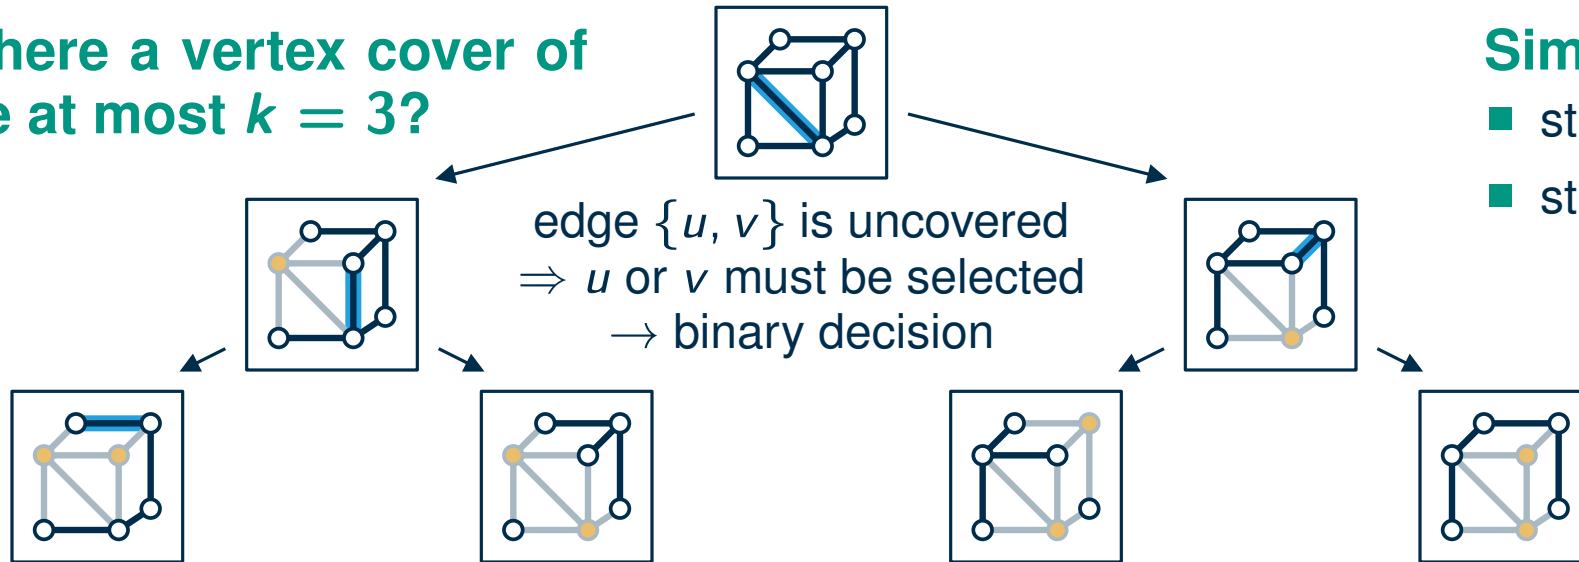 here a vertex cover of
at most k = 3?
edge {u, v} is uncovered
⇒ u or v must be selected
→ binary decision
Sim
st
st